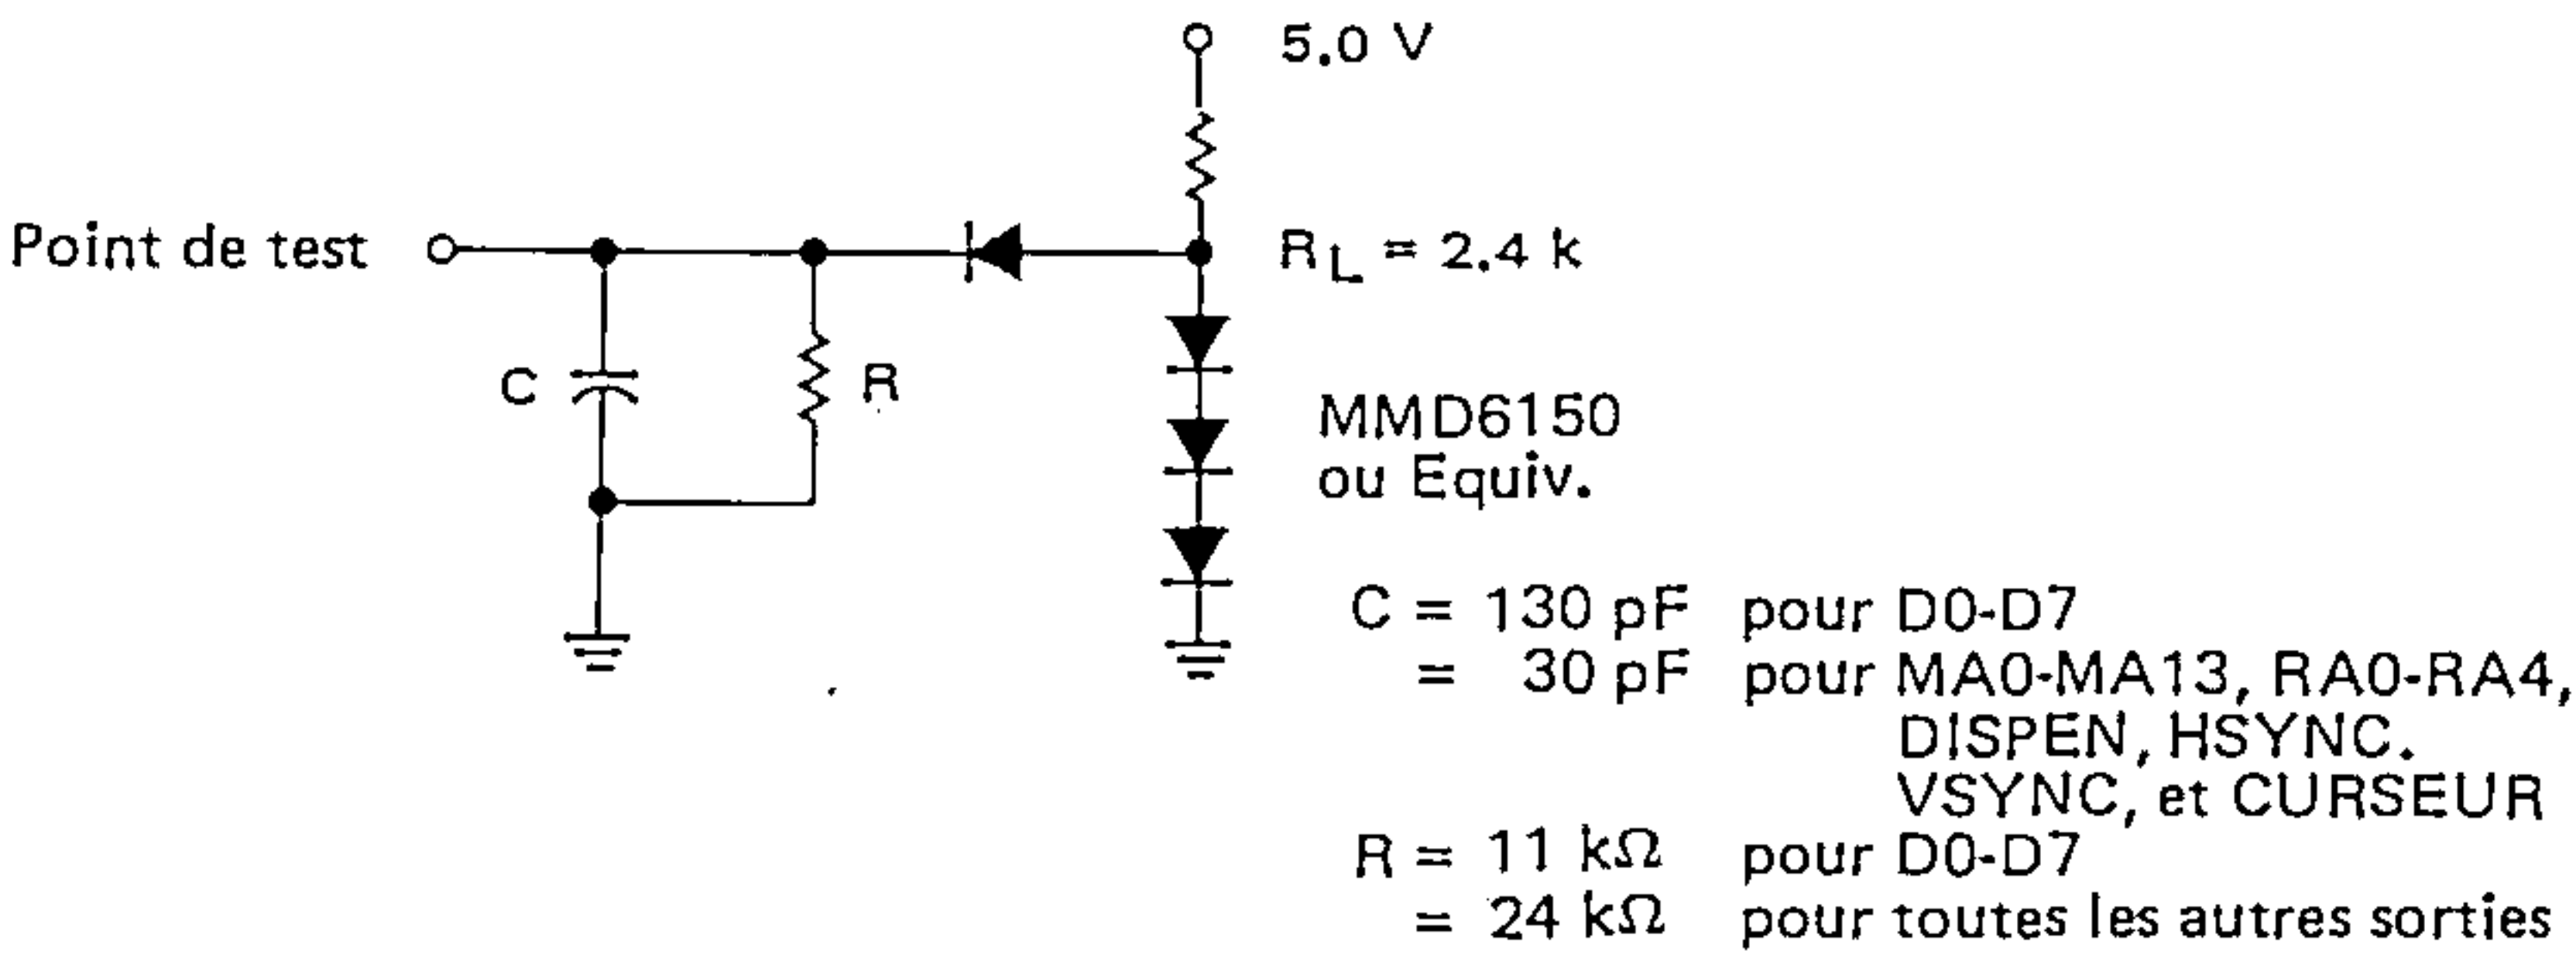 5.0 V
Point de test
RL = 2.4 k
C
R
MMD6150
ou Equiv.
C = 130 pF pour D0-D7
= 30 pF pour MA0-MA13, RA0-RA4,
DISPEN, HSYNC.
VSYNC, et CURSEUR
R = 11 kΩ pour D0-D7
= 24 kΩ pour toutes les autres sorties